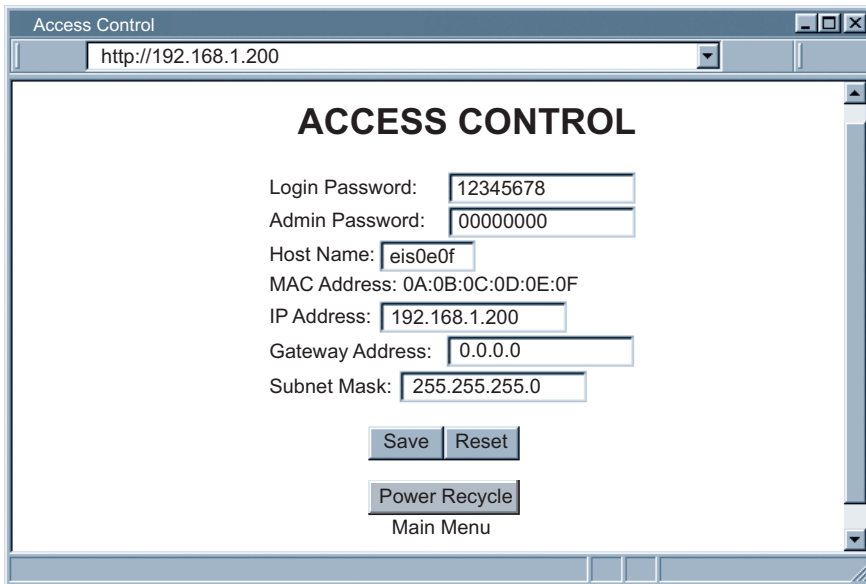 Access Control
http://192.168.1.200
ACCESS CONTROL
Login Password: 12345678
Admin Password: 00000000
Host Name: eis0e0f
MAC Address: 0A:0B:0C:0D:0E:0F
IP Address: 192.168.1.200
Gateway Address: 0.0.0.0
Subnet Mask: 255.255.255.0
Save Reset
Power Recycle
Main Menu